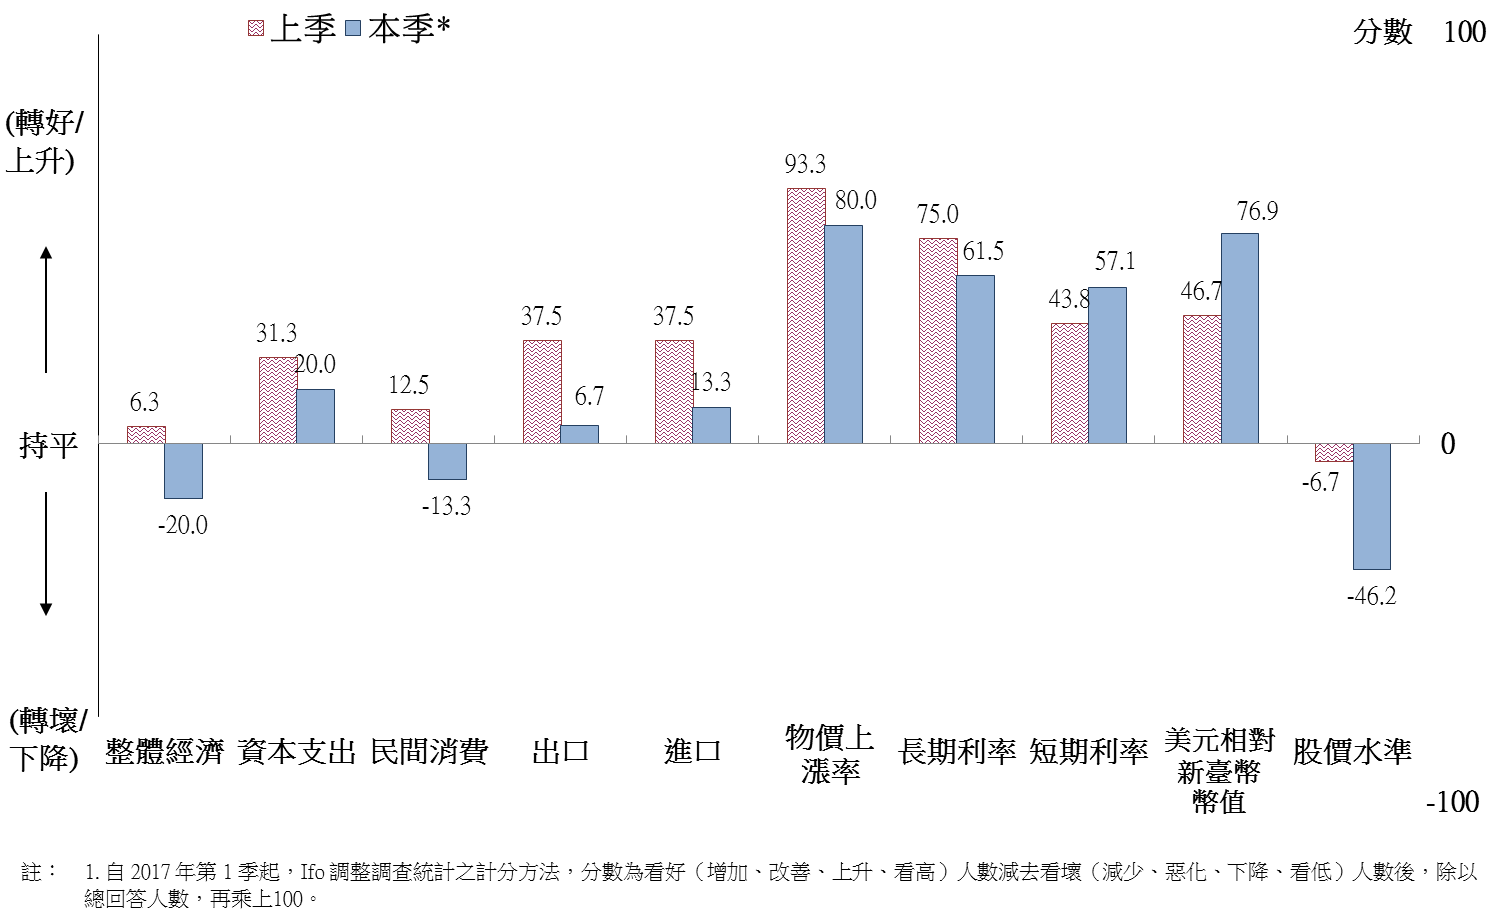 上季 本季*
分數 100
(轉好/
上升)
93.3
80.0
75.0
76.9
61.5
57.1
43.8
46.7
37.5
37.5
31.3
20.0
12.5
6.7
13.3
6.3
持平
0
-20.0
-13.3
-6.7
-46.2
(轉壞/
下降)
整體經濟 資本支出 民間消費 出口 進口 物價上漲率 長期利率 短期利率 美元相對新臺幣幣值 股價水準
-100
註： 1. 自 2017 年第 1 季起，Ifo 調整調查統計之計分方法，分數為看好（增加、改善、上升、看高）人數減去看壞（減少、惡化、下降、看低）人數後，除以
總回答人數，再乘上100。